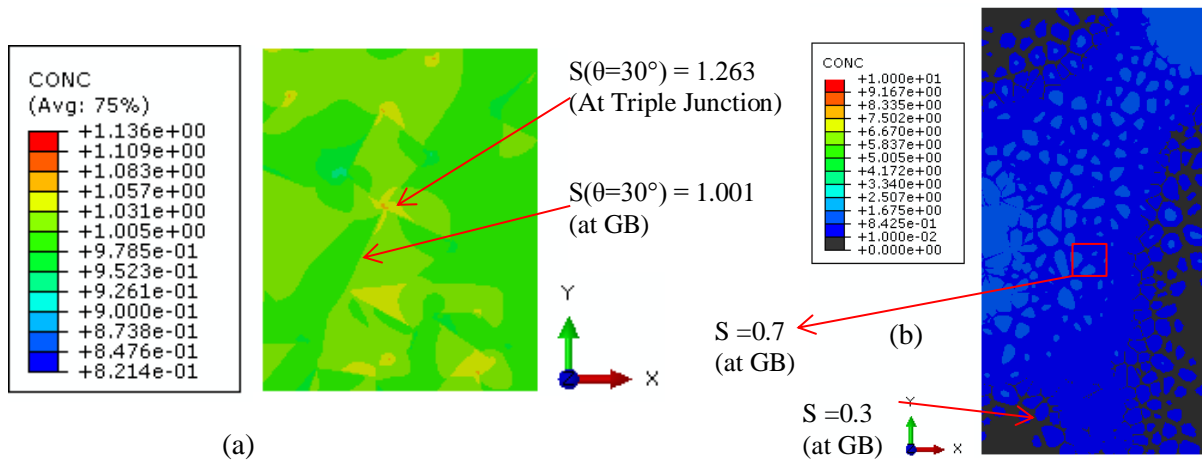 CONC
(Avg: 75%)
+1.136e+00
+1.109e+00
+1.083e+00
+1.057e+00
+1.031e+00
+1.005e+00
+9.785e-01
+9.523e-01
+9.261e-01
+9.000e-01
+8.738e-01
+8.476e-01
+8.214e-01
S(θ=30°) = 1.263
(At Triple Junction)
S(θ=30°) = 1.001
(at GB)
Y
Z
X
(a)
CONC
+1.000e+01
+9.167e+00
+8.335e+00
+7.502e+00
+6.670e+00
+5.837e+00
+5.005e+00
+4.172e+00
+3.340e+00
+2.507e+00
+1.675e+00
+8.425e-01
+1.000e-02
+0.000e+00
S =0.7
(at GB)
(b)
S =0.3
(at GB)
Y
X